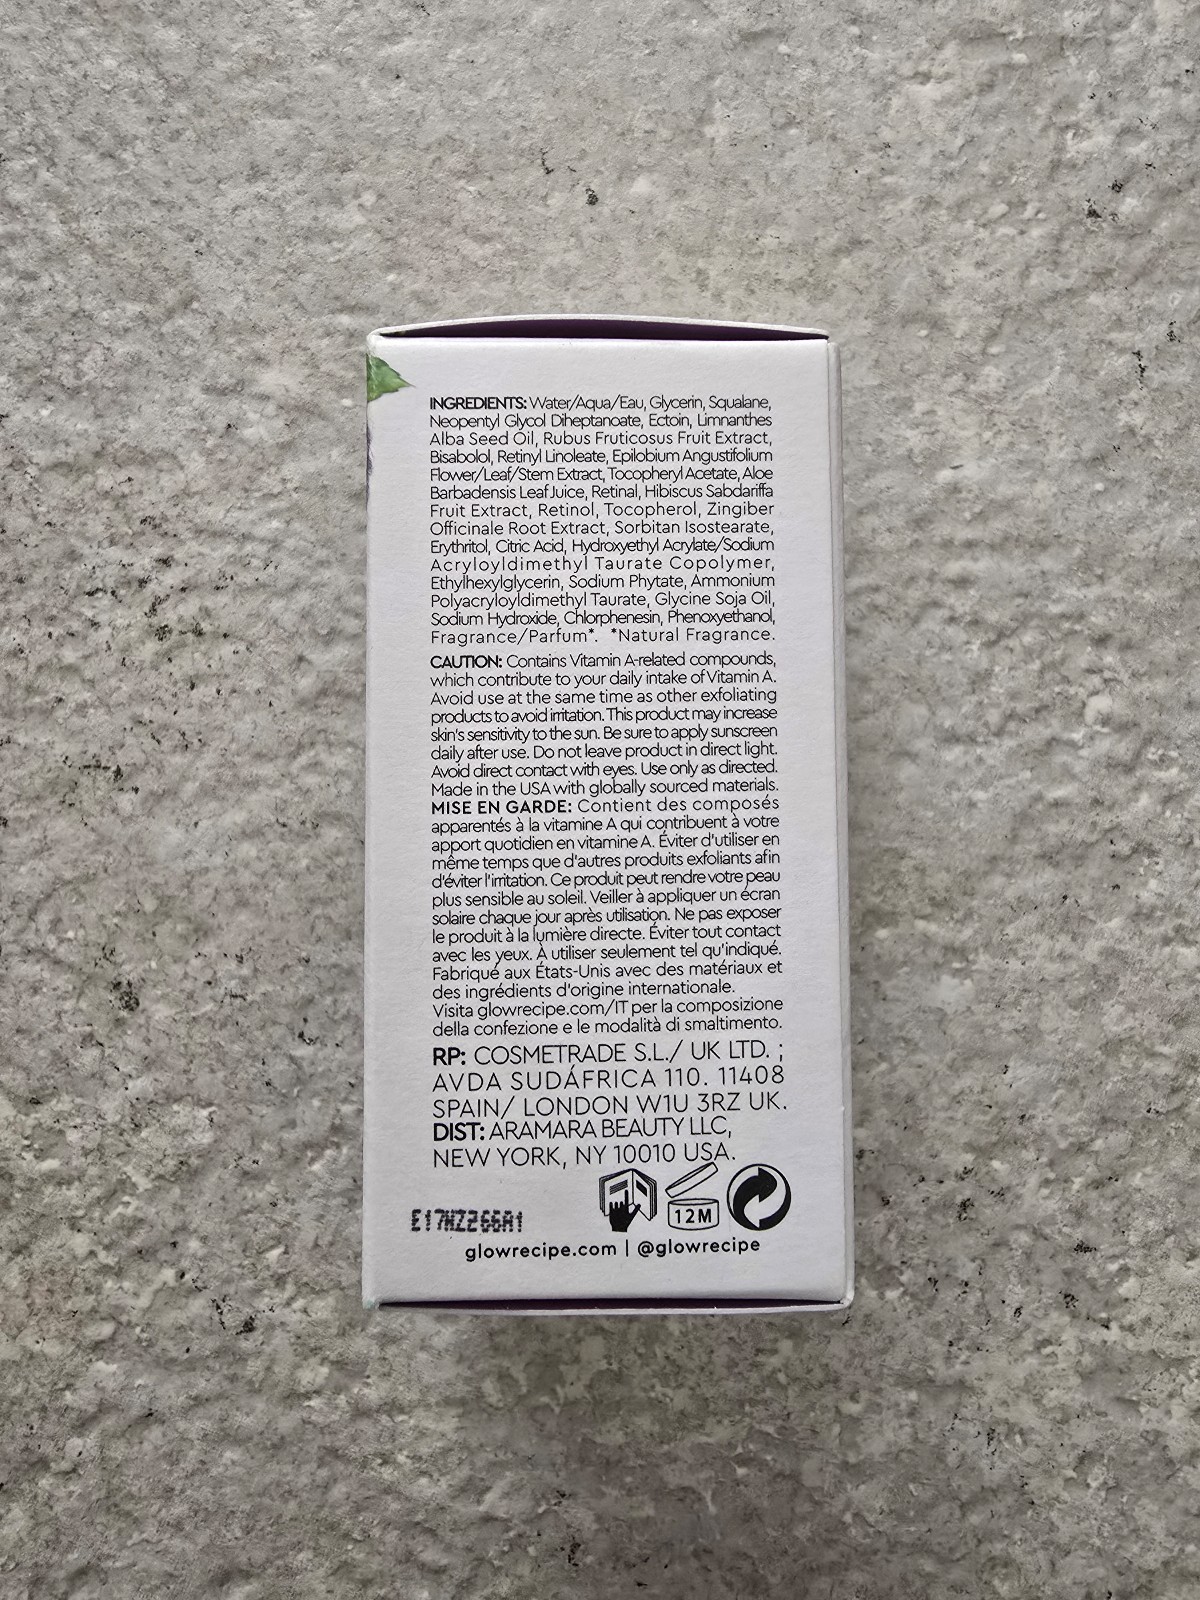 INGREDIENTS: Water/Aqua/Eau, Glycerin, Squalane,
Neopentyl Glycol Diheptanoate, Ectoin, Limnanthes
Alba Seed Oil, Rubus Fruticosus Fruit Extract,
Bisabolol, Retinyl Linoleate, Epilobium Angustifolium
Flower/Leaf/Stem Extract, Tocopheryl Acetate, Aloe
Barbadensis Leaf Juice, Retinal, Hibiscus Sabdariffa
Fruit Extract, Retinol, Tocopherol, Zingiber
Officinale Root Extract, Sorbitan Isostearate,
Erythritol, Citric Acid, Hydroxyethyl Acrylate/Sodium
Acryloyldimethyl Taurate Copolymer,
Ethylhexylglycerin, Sodium Phytate, Ammonium
Polyacryloyldimethyl Taurate, Glycine Soja Oil,
Sodium Hydroxide, Chlorphenesin, Phenoxyethanol,
Fragrance/Parfum*. *Natural Fragrance.
CAUTION: Contains Vitamin A-related compounds,
which contribute to your daily intake of Vitamin A.
Avoid use at the same time as other exfoliating
products to avoid irritation. This product may increase
skin's sensitivity to the sun. Be sure to apply sunscreen
daily after use. Do not leave product in direct light.
Avoid direct contact with eyes. Use only as directed.
Made in the USA with globally sourced materials.
MISE EN GARDE: Contient des composés
apparentés à la vitamine A qui contribuent à votre
apport quotidien en vitamine A. Éviter d'utiliser en
même temps que d'autres produits exfoliants afin
d'éviter l'irritation. Ce produit peut rendre votre peau
plus sensible au soleil. Veiller à appliquer un écran
solaire chaque jour après utilisation. Ne pas exposer
le produit à la lumière directe. Éviter tout contact
avec les yeux. À utiliser seulement tel qu'indiqué.
Fabriqué aux États-Unis avec des matériaux et
des ingrédients d'origine internationale.
Visita glowrecipe.com/IT per la composizione
della confezione e le modalità di smaltimento.
RP: COSMETRADE S.L./ UK LTD. ;
AVDA SUDÁFRICA 110. 11408
SPAIN/ LONDON W1U 3RZ UK.
DIST: ARAMARA BEAUTY LLC,
NEW YORK, NY 10010 USA.
12M
glowrecipe.com | @glowrecipe